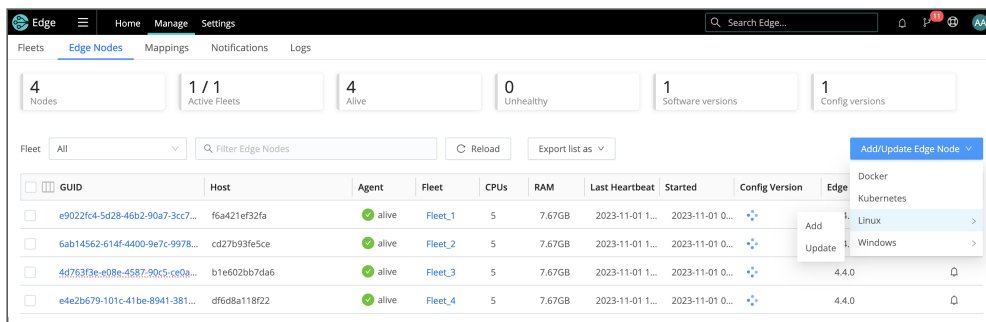 Edge Home Manage Settings Search Edge... 11 AA
Fleets Edge Nodes Mappings Notifications Logs
4 1 / 1 4 0 1 1
Nodes Active Fleets Alive Unhealthy Software versions Config versions
Fleet All Filter Edge Nodes Reload Export list as Add/Update Edge Node
Docker
GUID Host Agent Fleet CPUs RAM Last Heartbeat Started Config Version Edge
Kubernetes
e9022fc4-5d28-46b2-90a7-3cc7... f6a421ef32fa alive Fleet_1 5 7.67GB 2023-11-01 1... 2023-11-01 0... Add 4. Linux
6ab14562-614f-4400-9e7c-9978... cd27b93fe5ce alive Fleet_2 5 7.67GB 2023-11-01 1... 2023-11-01 0... Update Windows
4d763f3e-e08e-4587-90c5-ce0a... b1e602bb7da6 alive Fleet_3 5 7.67GB 2023-11-01 1... 2023-11-01 0... 4.4.0
e4e2b679-101c-41be-8941-381... df6d8a118f22 alive Fleet_4 5 7.67GB 2023-11-01 1... 2023-11-01 0... 4.4.0